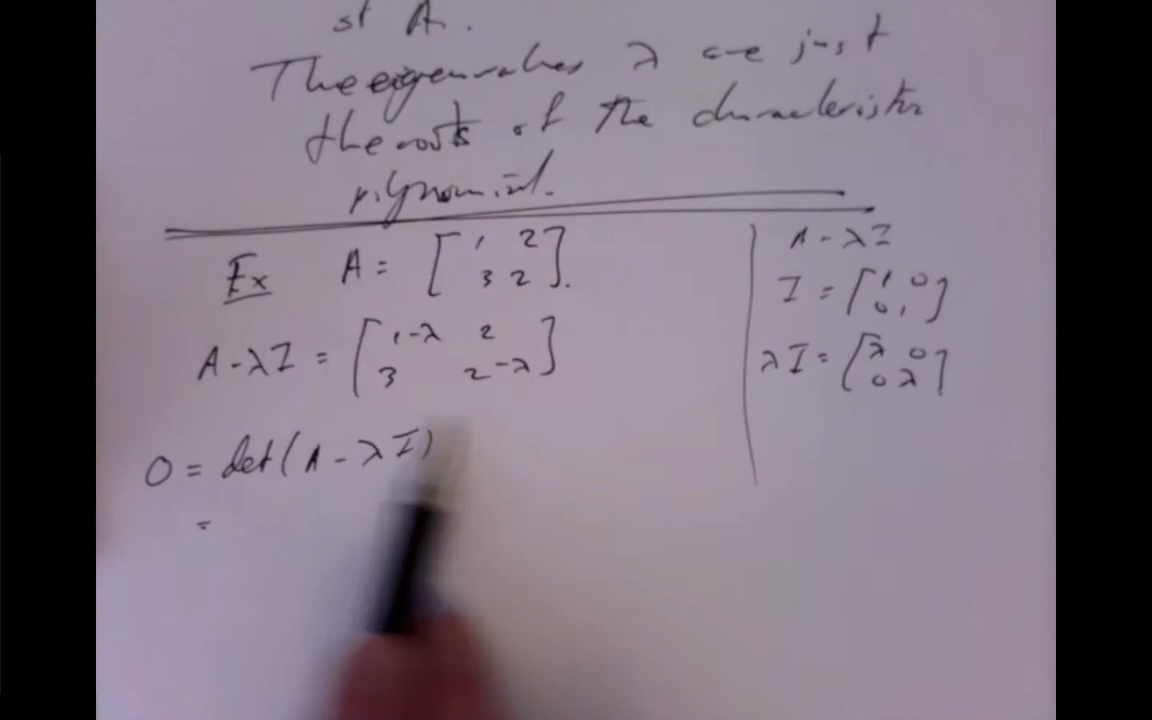 of A.
The eigenvalues λ are just
the roots of the characteristic
polynomial.
Ex A = [1 2
3 2].
A - λI = [1-λ 2
3 2-λ]
0 = det(A - λI)
=
A - λI
I = [1 0
0 1]
λI = [λ 0
0 λ]